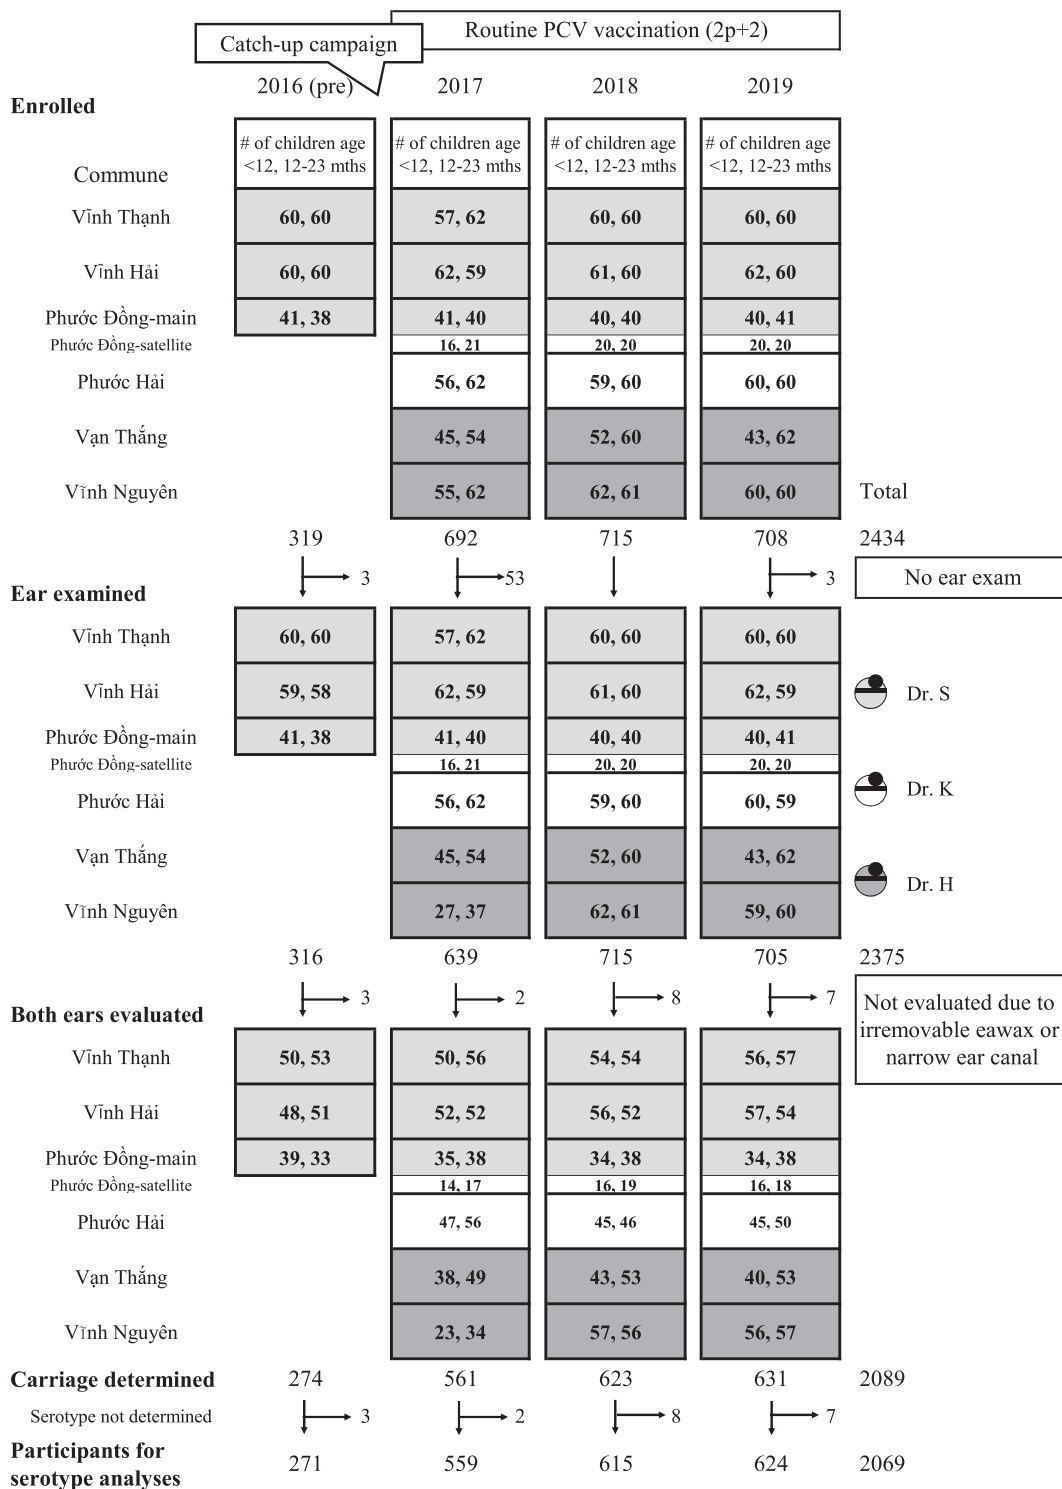 Routine PCV vaccination (2p+2)
Catch-up campaign
2016 (pre) 2017 2018 2019
Enrolled
# of children age # of children age # of children age # of children age
Commune <12, 12-23 mths <12, 12-23 mths <12, 12-23 mths <12, 12-23 mths
Vĩnh Thạnh 60, 60 57, 62 60, 60 60, 60
Vĩnh Hải 60, 60 62, 59 61, 60 62, 60
Phước Đồng-main 41, 38 41, 40 40, 40 40, 41
Phước Đồng-satellite 16, 21 20, 20 20, 20
Phước Hải 56, 62 59, 60 60, 60
Vạn Thắng 45, 54 52, 60 43, 62
Vĩnh Nguyên 55, 62 62, 61 60, 60 Total
319 692 715 708 2434
3 53 3 No ear exam
Ear examined
Vĩnh Thạnh 60, 60 57, 62 60, 60 60, 60
Vĩnh Hải 59, 58 62, 59 61, 60 62, 59 Dr. S
Phước Đồng-main 41, 38 41, 40 40, 40 40, 41
Phước Đồng-satellite 16, 21 20, 20 20, 20
Phước Hải 56, 62 59, 60 60, 59 Dr. K
Vạn Thắng 45, 54 52, 60 43, 62
Vĩnh Nguyên 27, 37 62, 61 59, 60 Dr. H
316 639 715 705 2375
3 2 8 7 Not evaluated due to
Both ears evaluated irremovable eawax or
Vĩnh Thạnh 50, 53 50, 56 54, 54 56, 57 narrow ear canal
Vĩnh Hải 48, 51 52, 52 56, 52 57, 54
Phước Đồng-main 39, 33 35, 38 34, 38 34, 38
Phước Đồng-satellite 14, 17 16, 19 16, 18
Phước Hải 47, 56 45, 46 45, 50
Vạn Thắng 38, 49 43, 53 40, 53
Vĩnh Nguyên 23, 34 57, 56 56, 57
Carriage determined 274 561 623 631 2089
Serotype not determined 3 2 8 7
Participants for
serotype analyses 271 559 615 624 2069